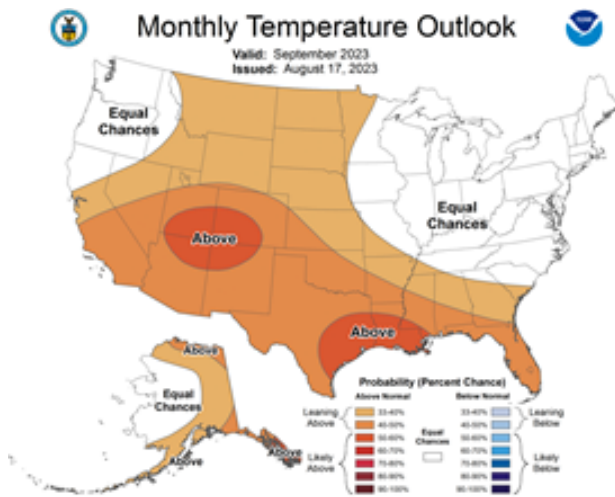 Monthly Temperature Outlook
Valid: September 2023
Issued: August 17, 2023
Equal
Chances
Equal
Chances
Above
Above
Above
Equal
Chances
Above
Above
Probability (Percent Chance)
Above Normal
Below Normal
Leaning
Above
Likely
Above
33-40%
40-50%
50-60%
60-70%
70-80%
80-90%
90-100%
Equal
Chances
33-40%
40-50%
50-60%
60-70%
70-80%
80-90%
90-100%
Leaning
Below
Likely
Below